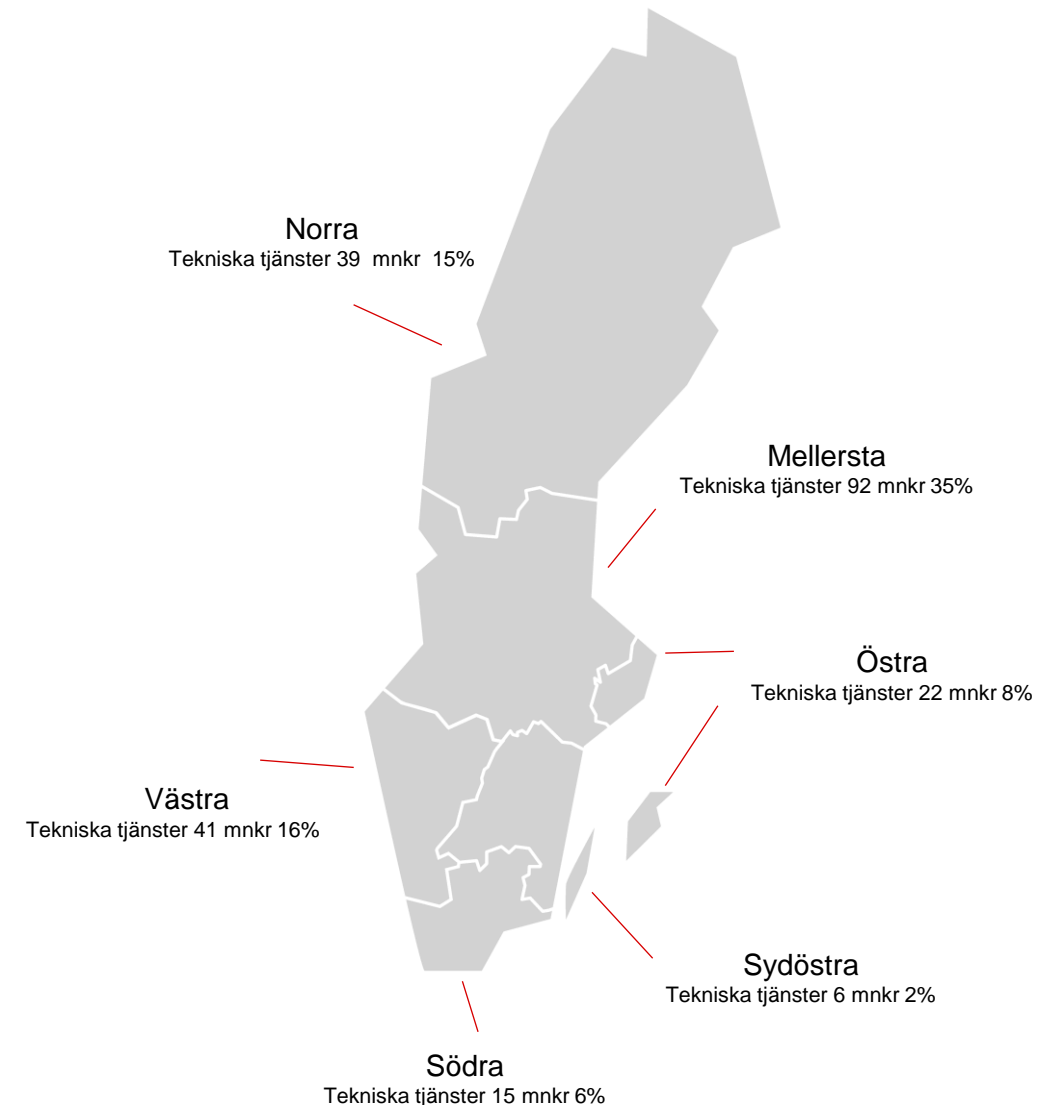 Norra
Tekniska tjänster 39 mnkr 15%
Mellersta
Tekniska tjänster 92 mnkr 35%
Östra
Tekniska tjänster 22 mnkr 8%
Västra
Tekniska tjänster 41 mnkr 16%
Sydöstra
Tekniska tjänster 6 mnkr 2%
Södra
Tekniska tjänster 15 mnkr 6%